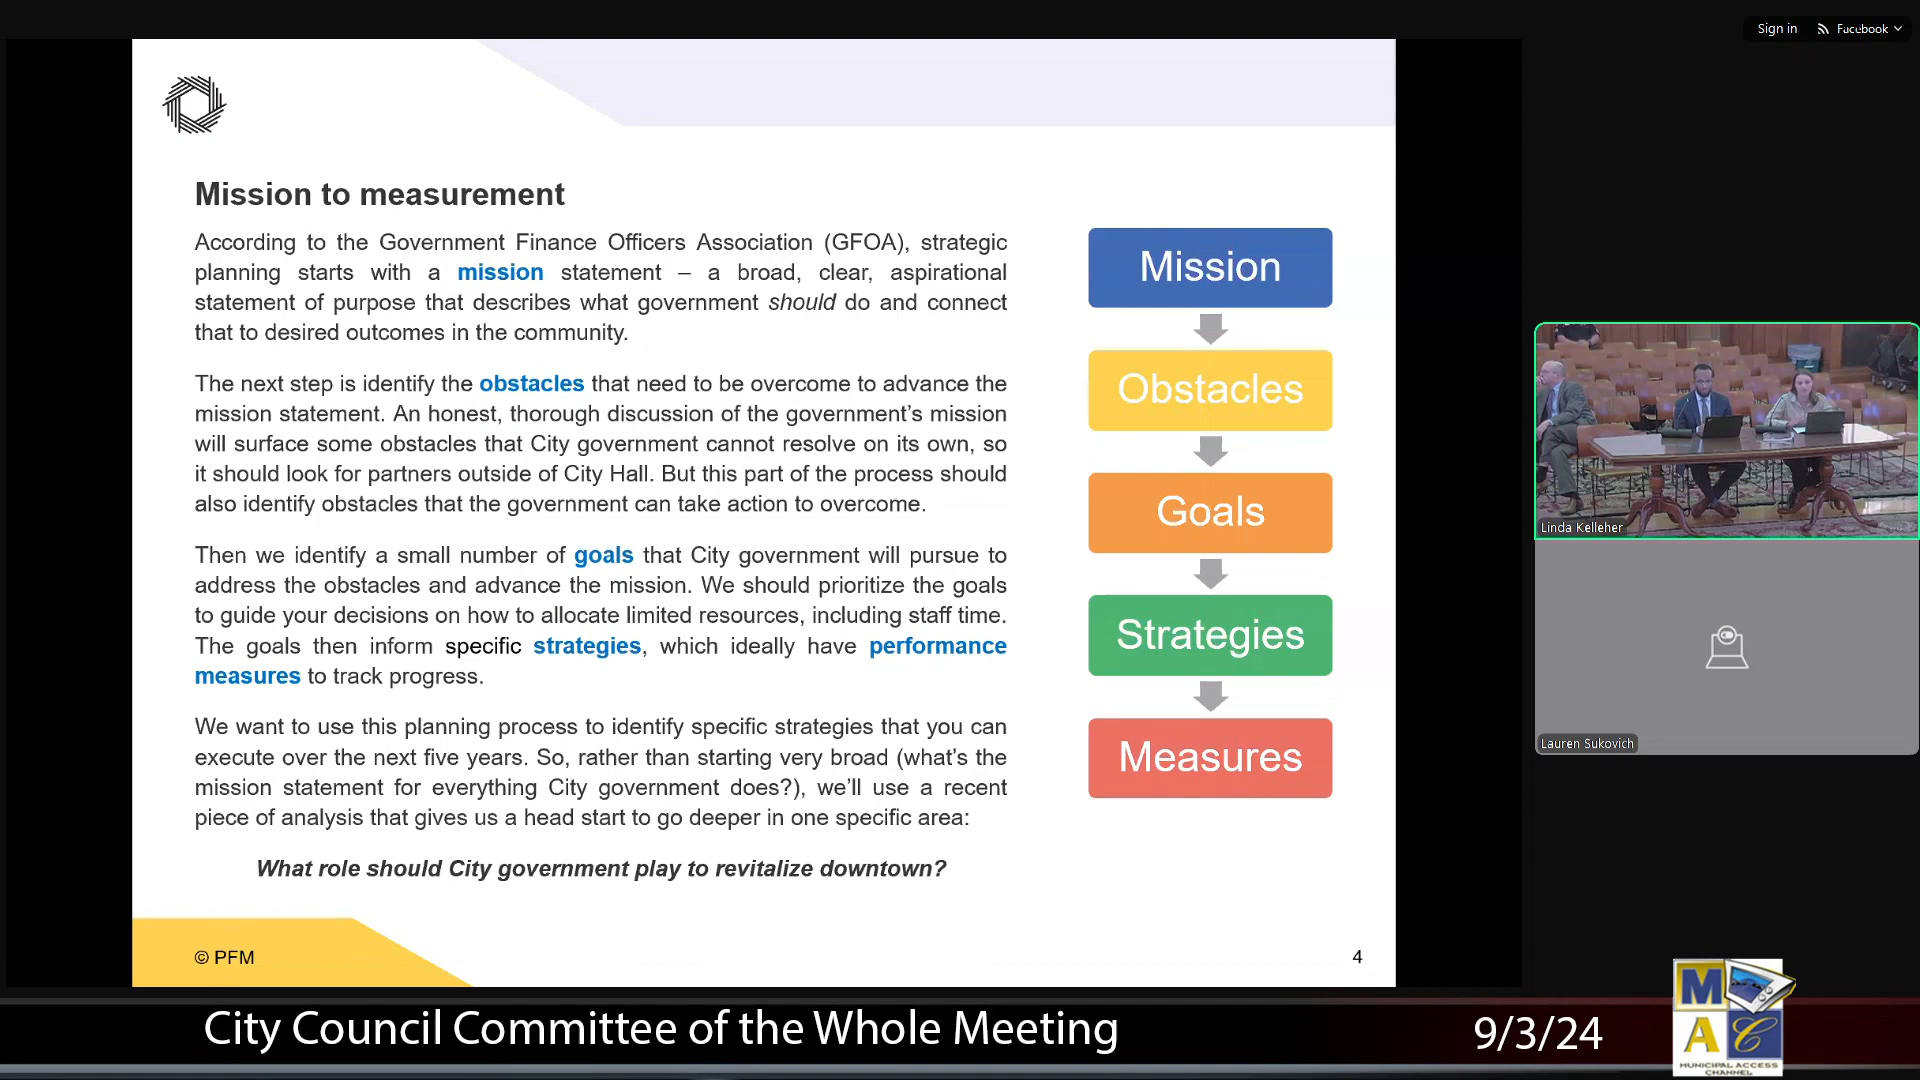 Sign in
Facebook
Mission to measurement
According to the Government Finance Officers Association (GFOA), strategic
planning starts with a mission statement – a broad, clear, aspirational
statement of purpose that describes what government should do and connect
that to desired outcomes in the community.
The next step is identify the obstacles that need to be overcome to advance the
mission statement. An honest, thorough discussion of the government’s mission
will surface some obstacles that City government cannot resolve on its own, so
it should look for partners outside of City Hall. But this part of the process should
also identify obstacles that the government can take action to overcome.
Then we identify a small number of goals that City government will pursue to
address the obstacles and advance the mission. We should prioritize the goals
to guide your decisions on how to allocate limited resources, including staff time.
The goals then inform specific strategies, which ideally have performance
measures to track progress.
We want to use this planning process to identify specific strategies that you can
execute over the next five years. So, rather than starting very broad (what’s the
mission statement for everything City government does?), we’ll use a recent
piece of analysis that gives us a head start to go deeper in one specific area:
What role should City government play to revitalize downtown?
Mission
Obstacles
Goals
Strategies
Measures
© PFM
4
Linda Kelleher
Lauren Sukovich
City Council Committee of the Whole Meeting
9/3/24
M
A C
MUNICIPAL ACCESS
CHANNEL